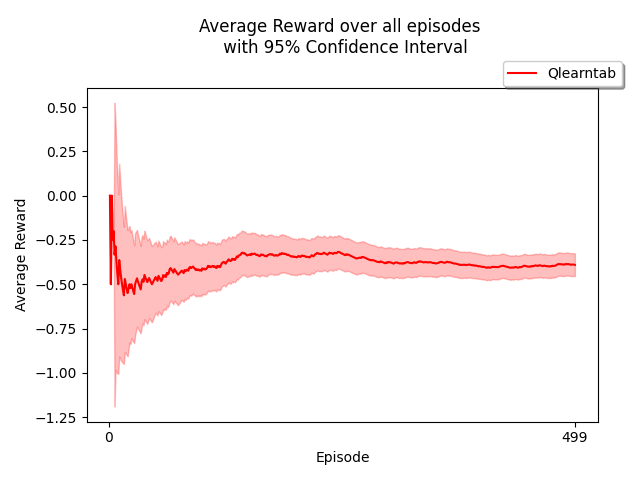 Average Reward over all episodes
with 95% Confidence Interval
Qlearntab
Average Reward
0.50
0.25
0.00
−0.25
−0.50
−0.75
−1.00
−1.25
0
499
Episode